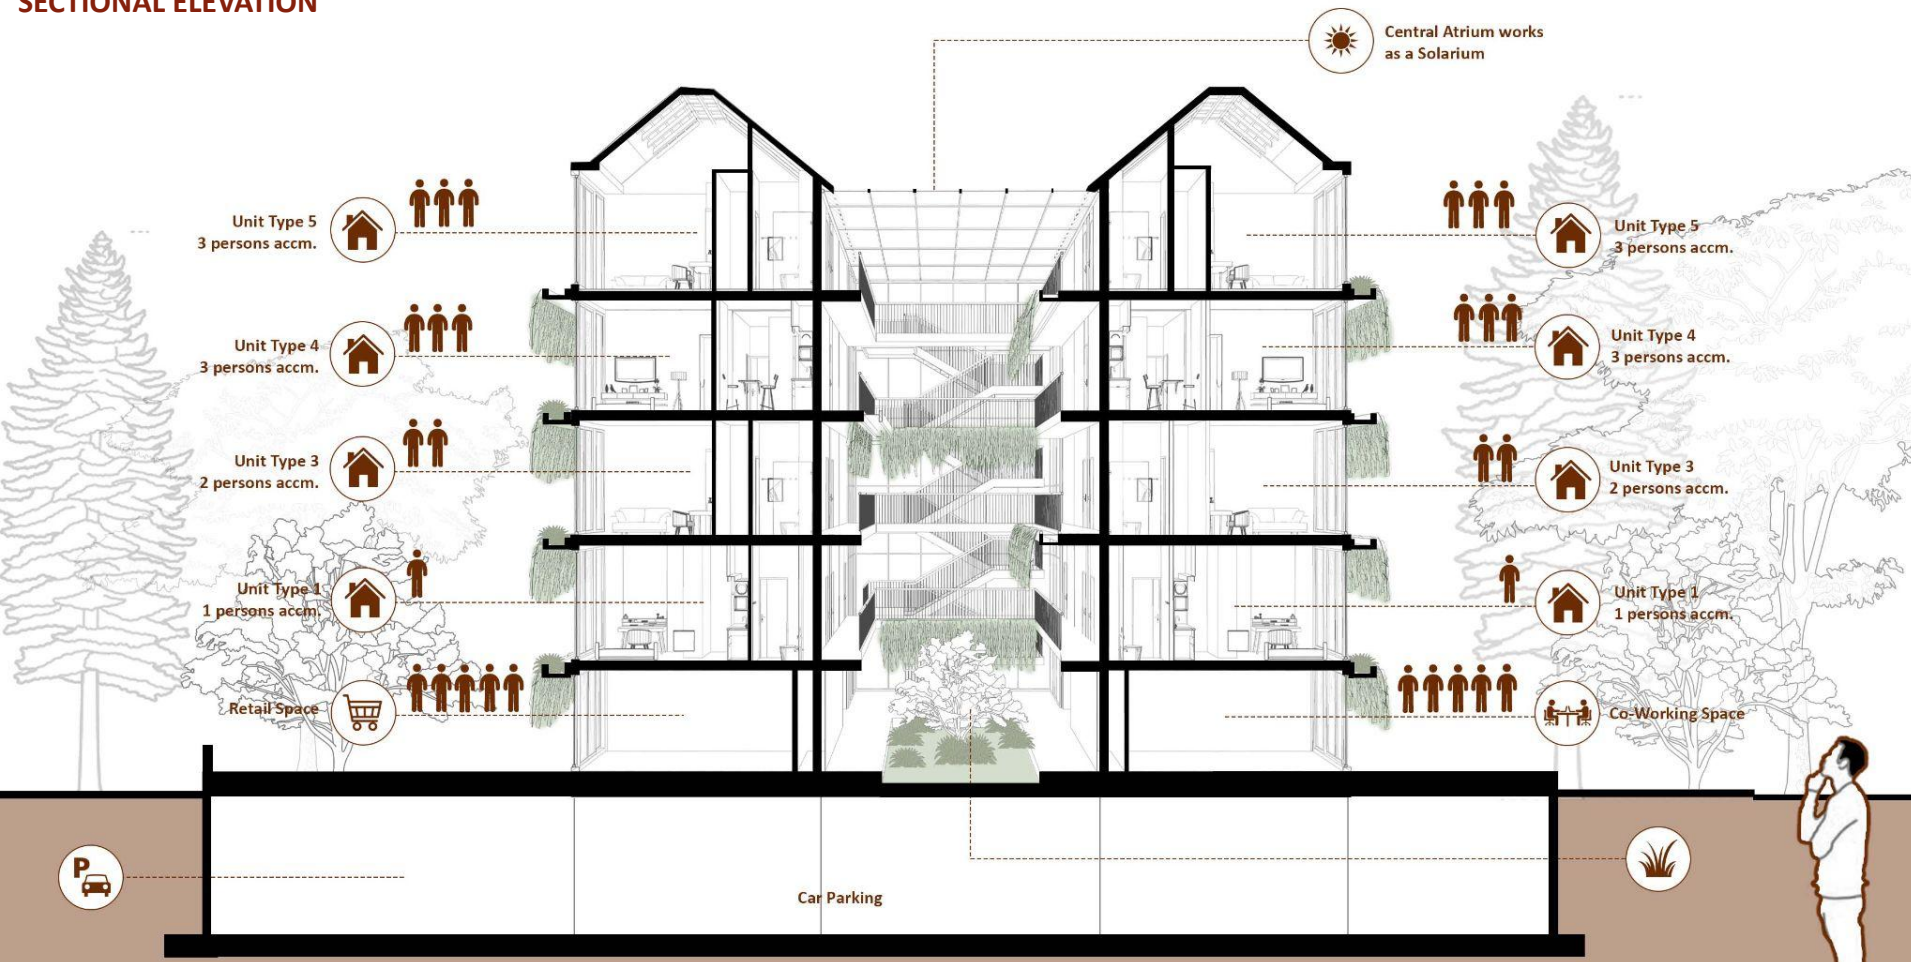 SECTIONAL ELEVATION
Central Atrium works
as a Solarium
Unit Type 5
3 persons accm.
Unit Type 5
3 persons accm.
Unit Type 4
3 persons accm.
Unit Type 4
3 persons accm.
Unit Type 3
2 persons accm.
Unit Type 3
2 persons accm.
Unit Type 1
1 persons accm.
Unit Type 1
1 persons accm.
Retail Space
Co-Working Space
P
Car Parking